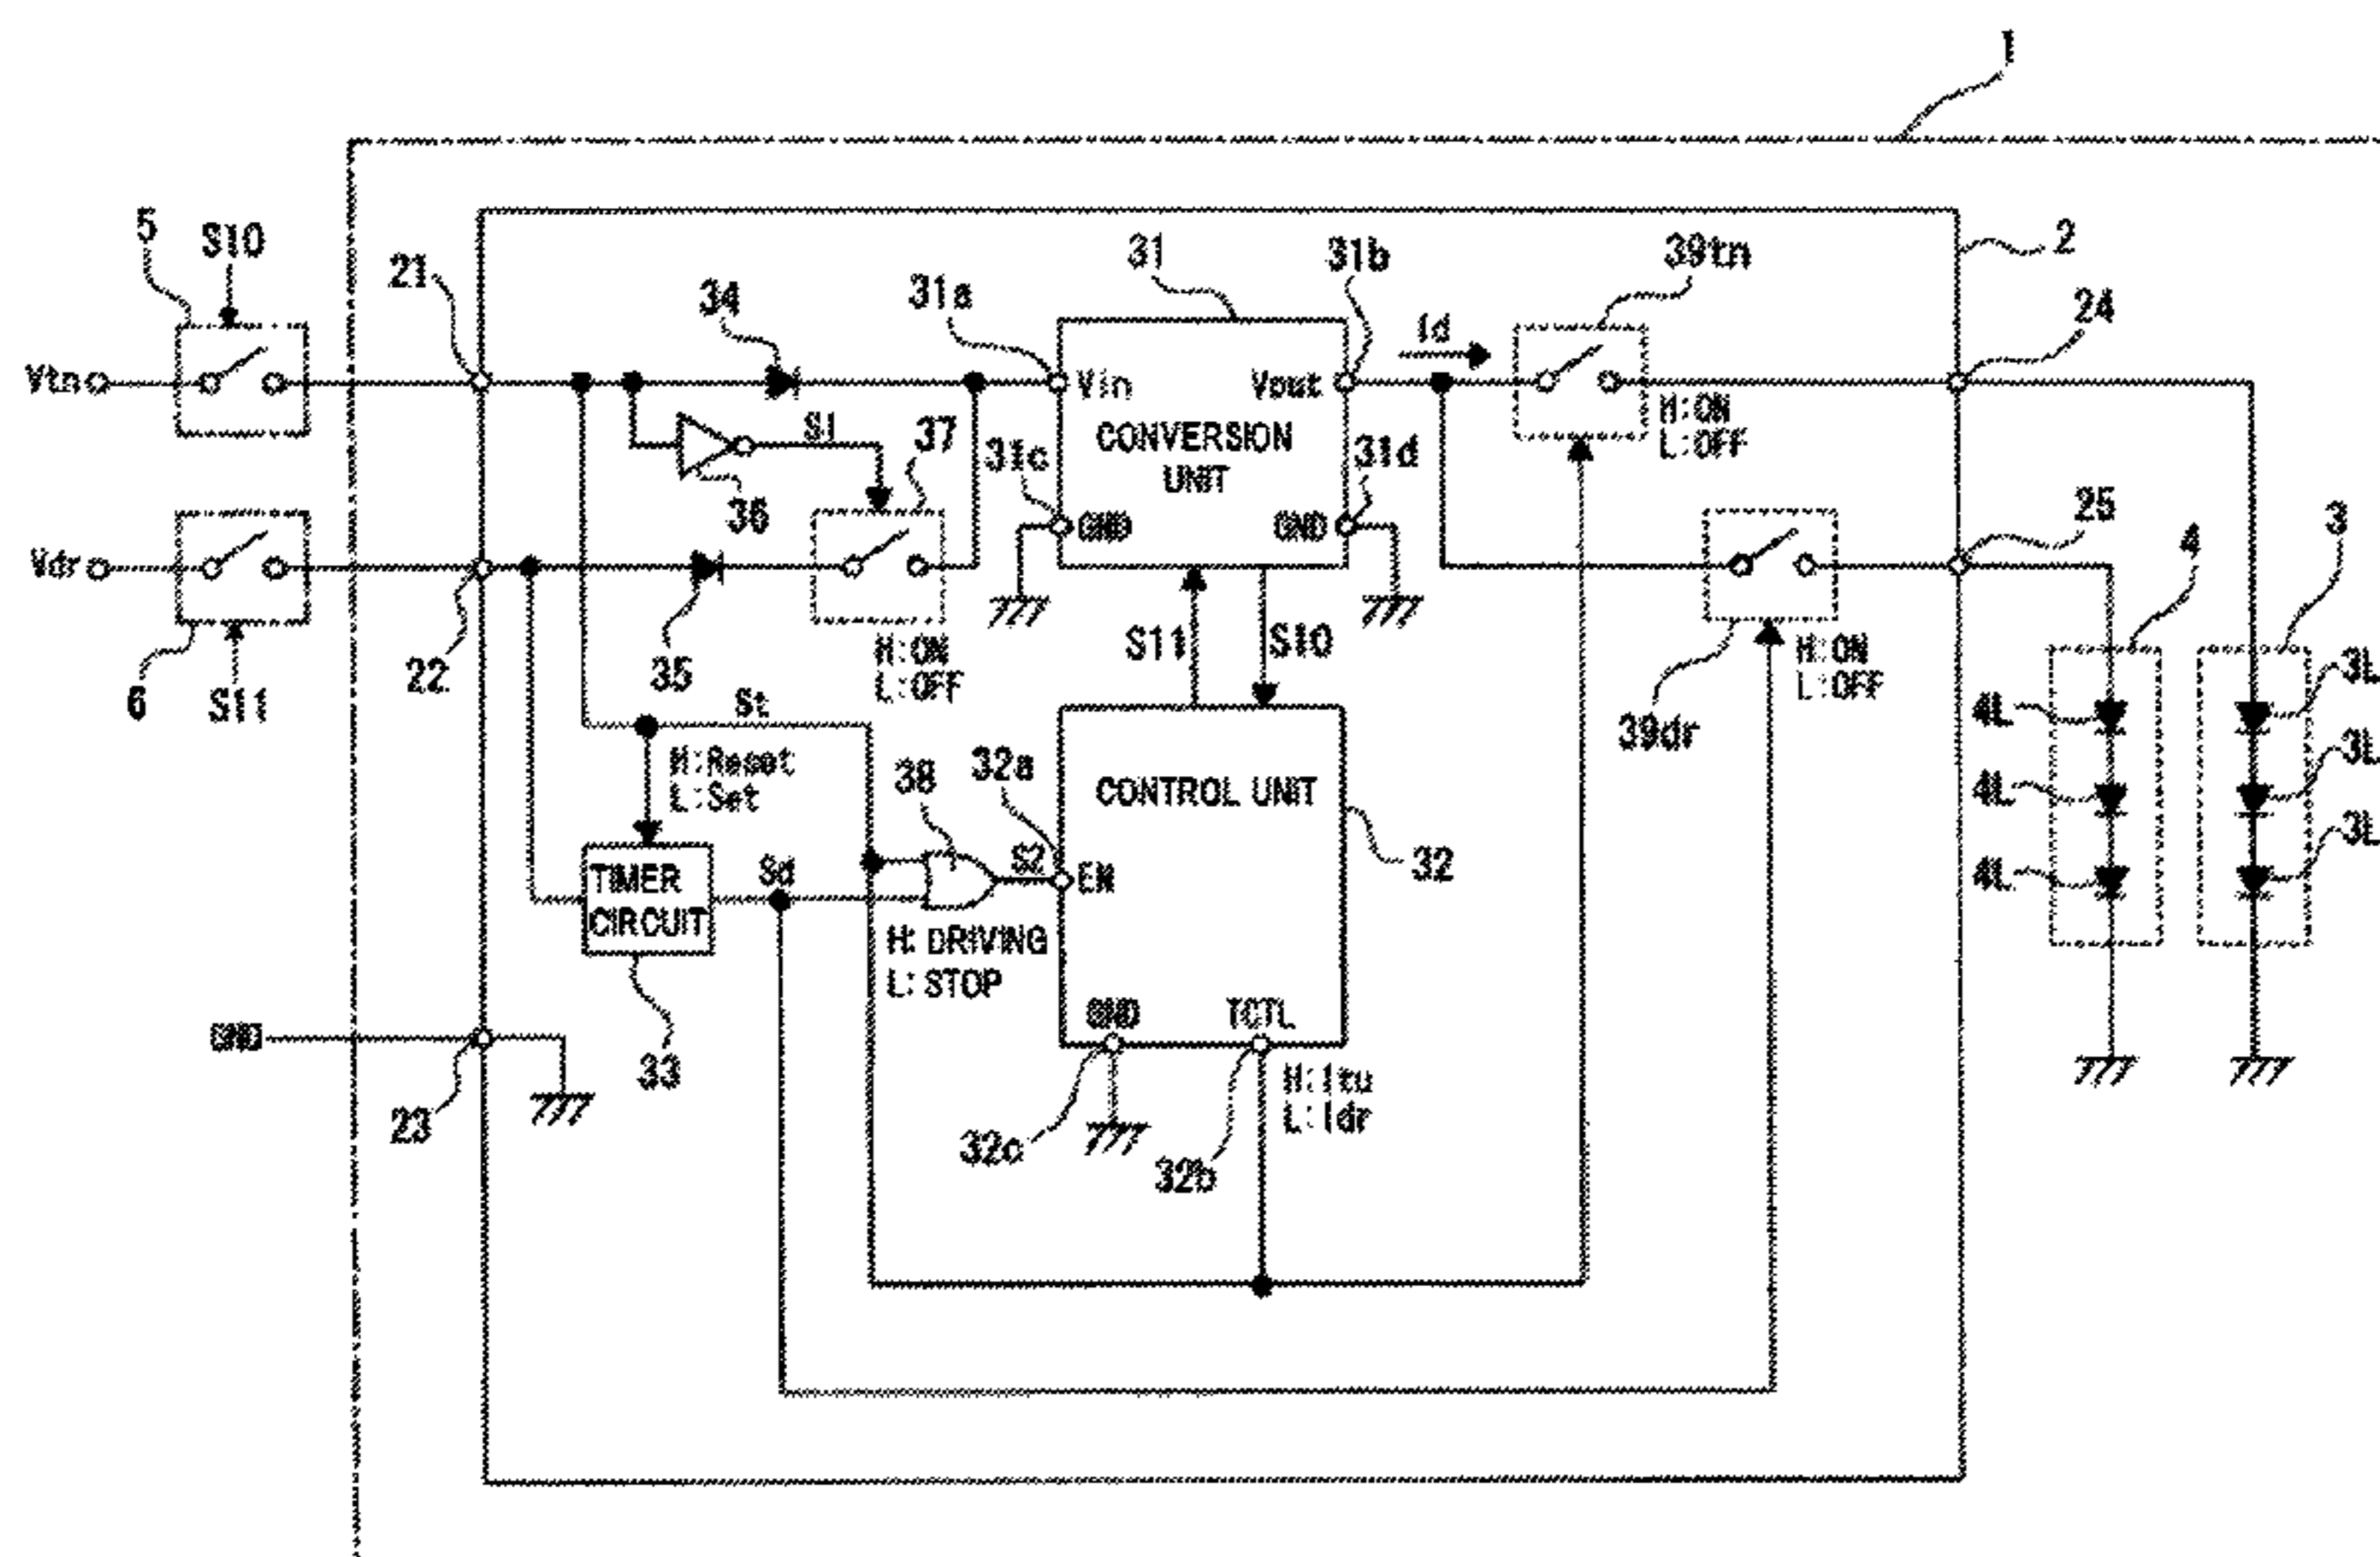 1
5
S10
21
34
31a
31
31b
39tn
2
24
Id
Vtn
Vin
Vout
S1
37
CONVERSION
UNIT
31c
31d
H:ON
L:OFF
36
GND
GND
25
4
3
Vdr
6
S11
22
35
H:ON
L:OFF
S11
S10
H:ON
L:OFF
39dr
St
H:Reset
L:Set
38
32a
CONTROL UNIT
4L
3L
4L
3L
4L
3L
TIMER
CIRCUIT
Sd
S2
EN
32
H: DRIVING
L: STOP
GND
TCTL
GND
23
33
32c
32b
H:Itu
L:Idr